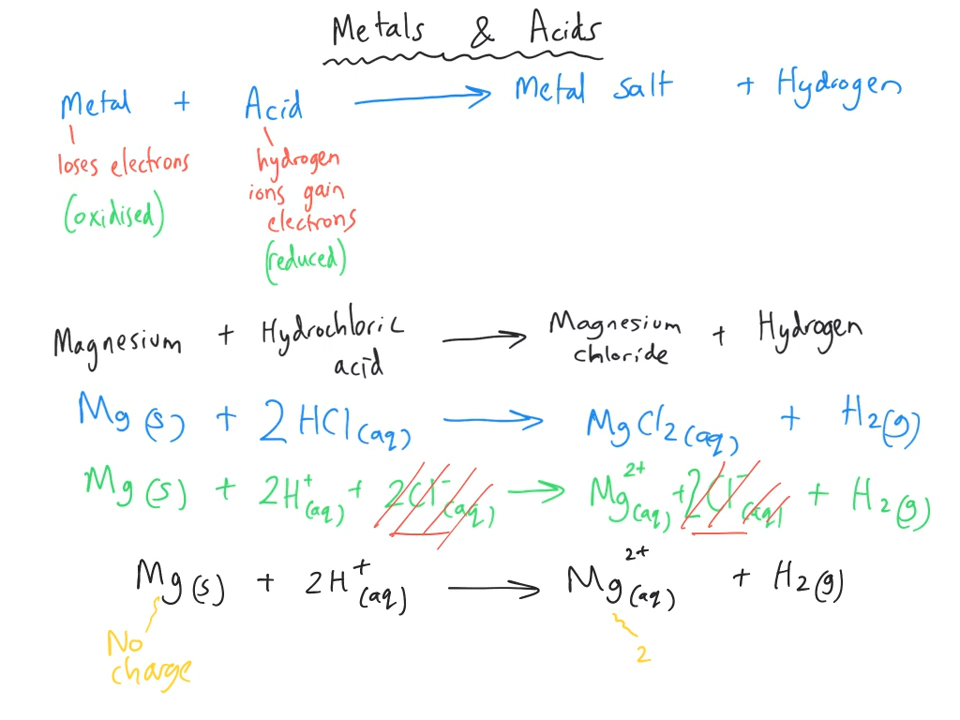 Metals & Acids
Metal + Acid → Metal salt + Hydrogen
loses electrons
(oxidised)
hydrogen
ions gain
electrons
(reduced)
Magnesium + Hydrochloric acid → Magnesium chloride + Hydrogen
Mg(s) + 2HCl(aq) → MgCl2(aq) + H2(g)
Mg(s) + 2H⁺(aq) + 2Cl⁻(aq) → Mg²⁺(aq) + 2Cl⁻(aq) + H2(g)
Mg(s) + 2H⁺(aq) → Mg²⁺(aq) + H2(g)
No
charge
2